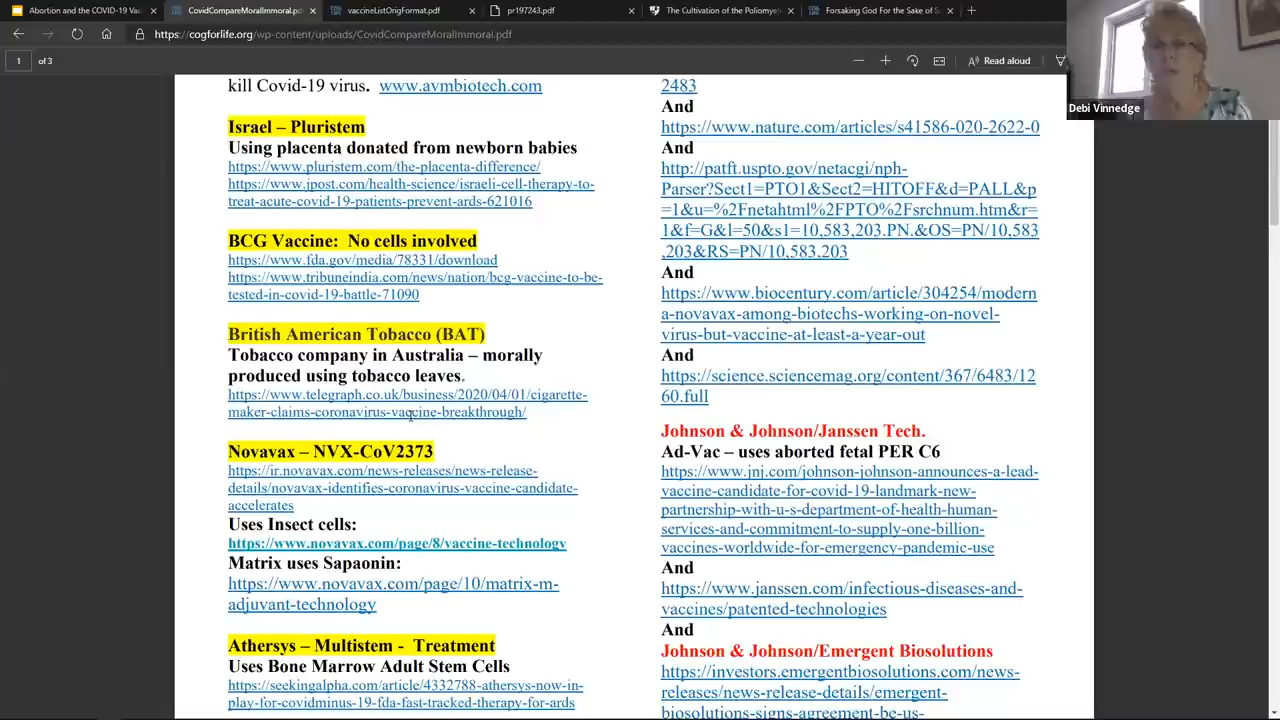 Abortion and the COVID-19 Va
CovidCompareMoralImmoral.pdf
vaccineListOrigFormat.pdf
pr197243.pdf
The Cultivation of the Poliomyeli
Forsaking God For the Sake of S
https://cogforlife.org/wp-content/uploads/CovidCompareMoralImmoral.pdf
1 of 3
Read aloud
Debi Vinnedge
kill Covid-19 virus. www.avmbiotech.com
Israel – Pluristem
Using placenta donated from newborn babies
https://www.pluristem.com/the-placenta-difference/
https://www.jpost.com/health-science/israeli-cell-therapy-to-
treat-acute-covid-19-patients-prevent-ards-621016
BCG Vaccine: No cells involved
https://www.fda.gov/media/78331/download
https://www.tribuneindia.com/news/nation/bcg-vaccine-to-be-
tested-in-covid-19-battle-71090
British American Tobacco (BAT)
Tobacco company in Australia – morally
produced using tobacco leaves.
https://www.telegraph.co.uk/business/2020/04/01/cigarette-
maker-claims-coronavirus-vaccine-breakthrough/
Novavax – NVX-CoV2373
https://ir.novavax.com/news-releases/news-release-
details/novavax-identifies-coronavirus-vaccine-candidate-
accelerates
Uses Insect cells:
https://www.novavax.com/page/8/vaccine-technology
Matrix uses Sapaonin:
https://www.novavax.com/page/10/matrix-m-
adjuvant-technology
Athersys – Multistem - Treatment
Uses Bone Marrow Adult Stem Cells
https://seekingalpha.com/article/4332788-athersys-now-in-
play-for-covidminus-19-fda-fast-tracked-therapy-for-ards
2483
And
https://www.nature.com/articles/s41586-020-2622-0
And
http://patft.uspto.gov/netacgi/nph-
Parser?Sect1=PTO1&Sect2=HITOFF&d=PALL&p
=1&u=%2Fnetahtml%2FPTO%2Fsrchnum.htm&r=
1&f=G&l=50&s1=10,583,203.PN.&OS=PN/10,583
,203&RS=PN/10,583,203
And
https://www.biocentury.com/article/304254/modern
a-novavax-among-biotechs-working-on-novel-
virus-but-vaccine-at-least-a-year-out
And
https://science.sciencemag.org/content/367/6483/12
60.full
Johnson & Johnson/Janssen Tech.
Ad-Vac – uses aborted fetal PER C6
https://www.jnj.com/johnson-johnson-announces-a-lead-
vaccine-candidate-for-covid-19-landmark-new-
partnership-with-u-s-department-of-health-human-
services-and-commitment-to-supply-one-billion-
vaccines-worldwide-for-emergency-pandemic-use
And
https://www.janssen.com/infectious-diseases-and-
vaccines/patented-technologies
And
Johnson & Johnson/Emergent Biosolutions
https://investors.emergentbiosolutions.com/news-
releases/news-release-details/emergent-
biosolutions-signs-agreement-be-us-